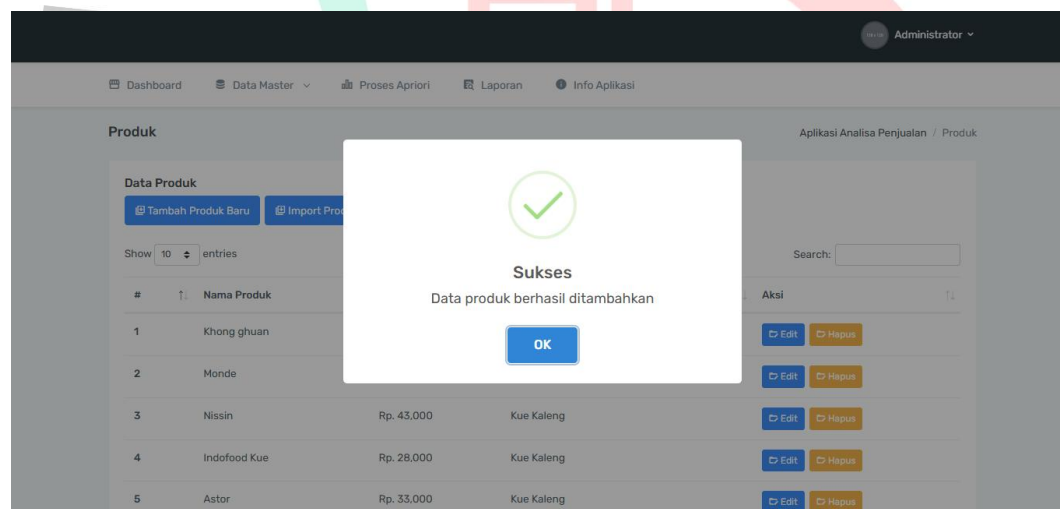 Administrator
Dashboard Data Master Proses Apriori Laporan Info Aplikasi
Produk Aplikasi Analisa Penjualan / Produk
Data Produk
Tambah Produk Baru Import Pro
Show 10 entries Search:
Sukses
Data produk berhasil ditambahkan
OK
# Nama Produk Aksi
1 Khong ghuan Edit Hapus
2 Monde Edit Hapus
3 Nissin Rp. 43,000 Kue Kaleng Edit Hapus
4 Indofood Kue Rp. 28,000 Kue Kaleng Edit Hapus
5 Astor Rp. 33,000 Kue Kaleng Edit Hapus